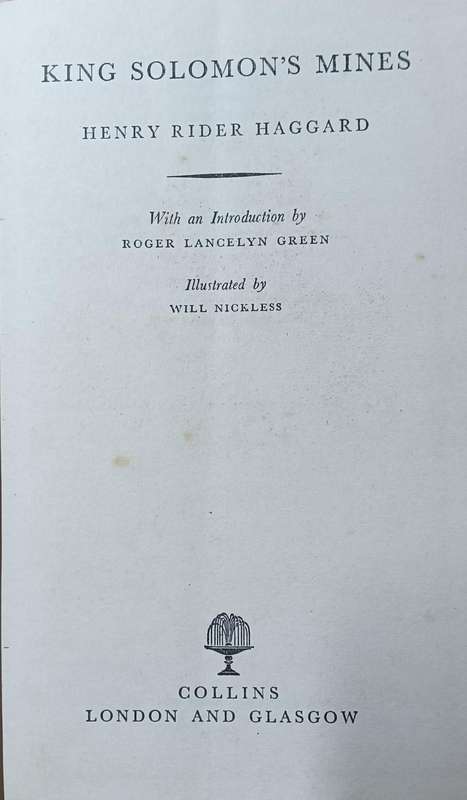 KING SOLOMON'S MINES
HENRY RIDER HAGGARD
With an Introduction by
ROGER LANCELYN GREEN
Illustrated by
WILL NICKLESS
COLLINS
LONDON AND GLASGOW